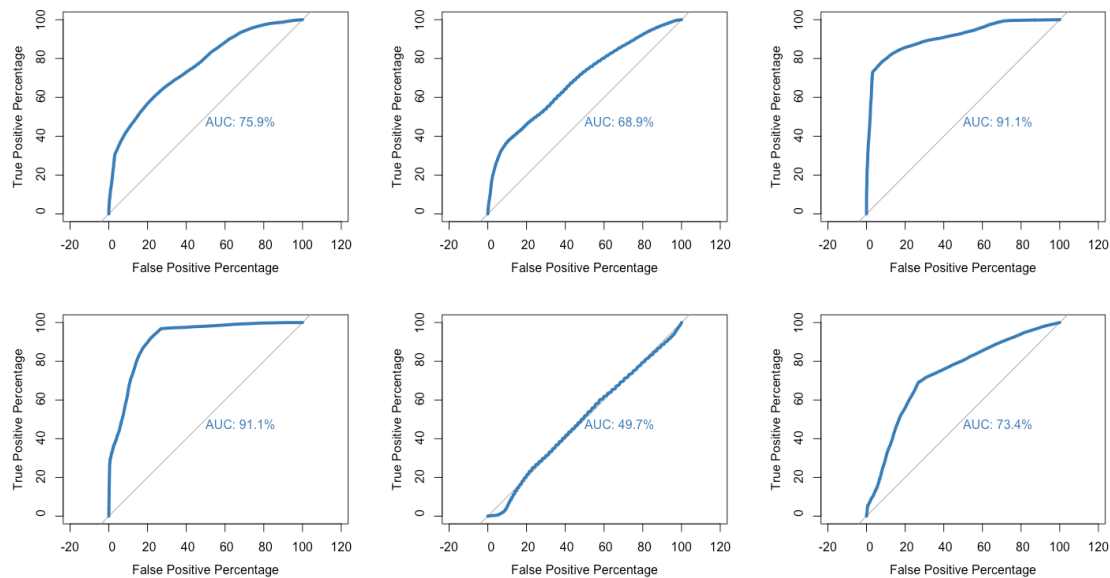 True Positive Percentage
0 20 40 60 80 100
AUC: 75.9%
-20 0 20 40 60 80 100 120
False Positive Percentage
True Positive Percentage
0 20 40 60 80 100
AUC: 68.9%
-20 0 20 40 60 80 100 120
False Positive Percentage
True Positive Percentage
0 20 40 60 80 100
AUC: 91.1%
-20 0 20 40 60 80 100 120
False Positive Percentage
True Positive Percentage
0 20 40 60 80 100
AUC: 91.1%
-20 0 20 40 60 80 100 120
False Positive Percentage
True Positive Percentage
0 20 40 60 80 100
AUC: 49.7%
-20 0 20 40 60 80 100 120
False Positive Percentage
True Positive Percentage
0 20 40 60 80 100
AUC: 73.4%
-20 0 20 40 60 80 100 120
False Positive Percentage